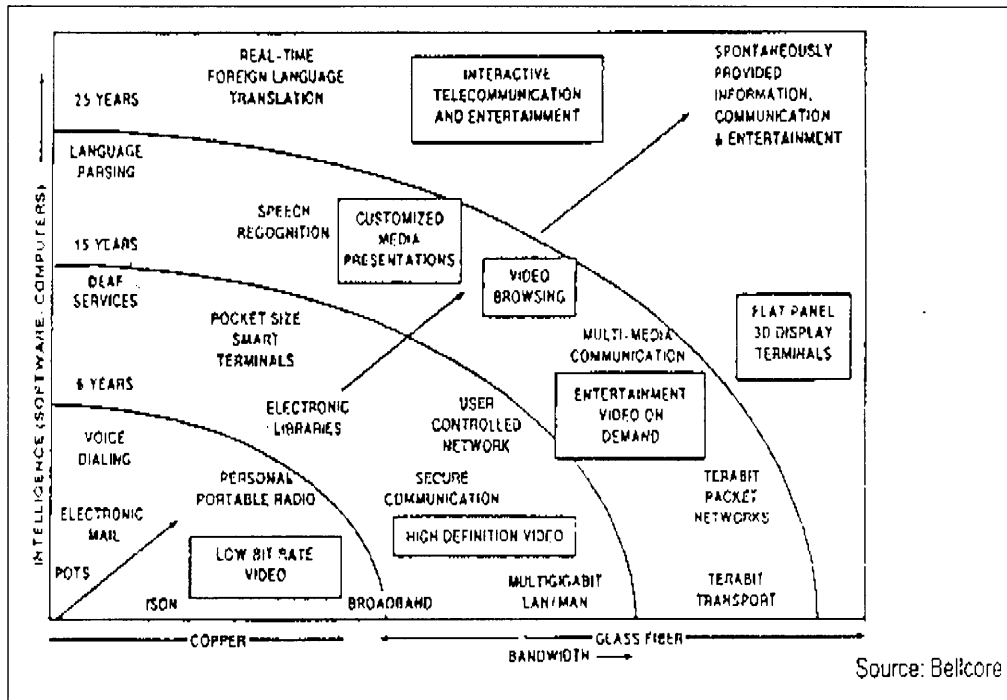 REAL-TIME
FOREIGN LANGUAGE
TRANSLATION
INTERACTIVE
TELECOMMUNICATION
AND ENTERTAINMENT
SPONTANEOUSLY
PROVIDED
INFORMATION,
COMMUNICATION
& ENTERTAINMENT
25 YEARS
LANGUAGE
PARSING
SPEECH
RECOGNITION
CUSTOMIZED
MEDIA
PRESENTATIONS
15 YEARS
DEAF
SERVICES
VIDEO
BROWSING
POCKET SIZE
SMART
TERMINALS
MULTI-MEDIA
COMMUNICATION
FLAT PANEL
3D DISPLAY
TERMINALS
6 YEARS
ELECTRONIC
LIBRARIES
USER
CONTROLLED
NETWORK
ENTERTAINMENT
VIDEO ON
DEMAND
VOICE
DIALING
PERSONAL
PORTABLE RADIO
SECURE
COMMUNICATION
TERABIT
PACKET
NETWORKS
ELECTRONIC
MAIL
LOW BIT RATE
VIDEO
HIGH DEFINITION VIDEO
POTS
ISDN
BROADBAND
MULTIGIGABIT
LAN/MAN
TERABIT
TRANSPORT
INTELLIGENCE (SOFTWARE-COMPUTERS)
COPPER
GLASS FIBER
BANDWIDTH
Source: Bellcore